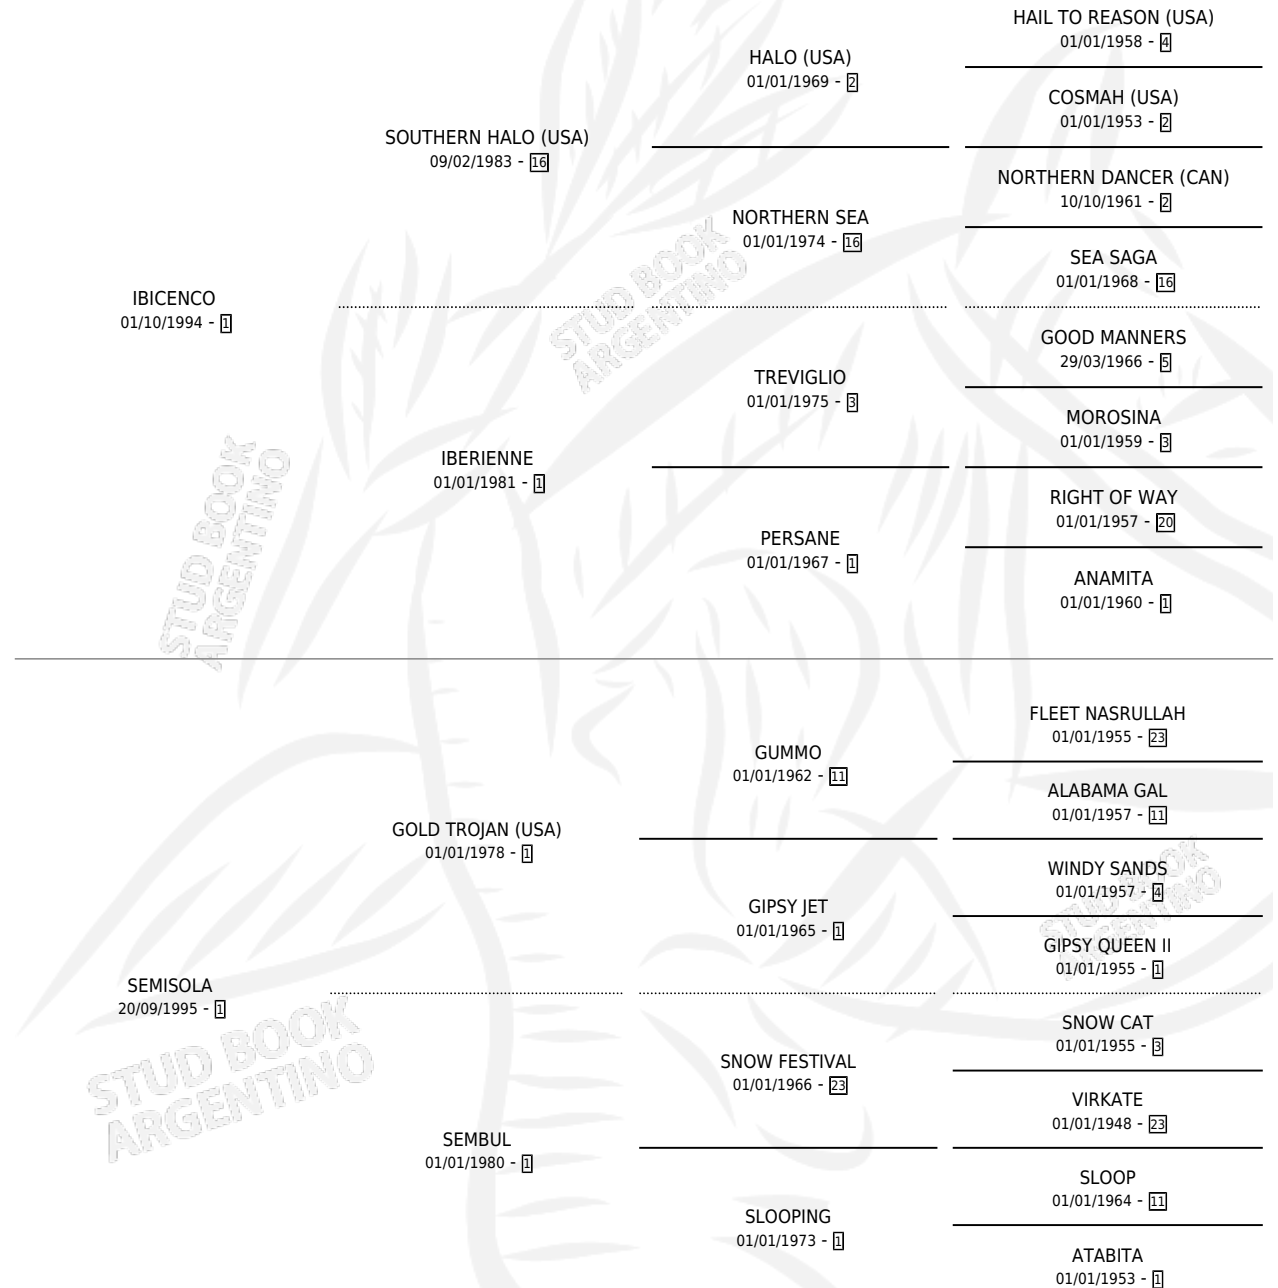 HAIL TO REASON (USA)
01/01/1958 - 4
HALO (USA)
01/01/1969 - 2
COSMAH (USA)
01/01/1953 - 2
SOUTHERN HALO (USA)
09/02/1983 - 16
NORTHERN DANCER (CAN)
10/10/1961 - 2
NORTHERN SEA
01/01/1974 - 16
SEA SAGA
01/01/1968 - 16
IBICENCO
01/10/1994 - 1
GOOD MANNERS
29/03/1966 - 5
TREVIGLIO
01/01/1975 - 3
MOROSINA
01/01/1959 - 3
IBERIENNE
01/01/1981 - 1
RIGHT OF WAY
01/01/1957 - 20
PERSANE
01/01/1967 - 1
ANAMITA
01/01/1960 - 1
STUD BOOK
ARGENTINO
STUD BOOK
ARGENTINO
FLEET NASRULLAH
01/01/1955 - 23
GUMMO
01/01/1962 - 11
ALABAMA GAL
01/01/1957 - 11
GOLD TROJAN (USA)
01/01/1978 - 1
WINDY SANDS
01/01/1957 - 4
GIPSY JET
01/01/1965 - 1
GIPSY QUEEN II
01/01/1955 - 1
SEMISOLA
20/09/1995 - 1
SNOW CAT
01/01/1955 - 3
SNOW FESTIVAL
01/01/1966 - 23
VIRKATE
01/01/1948 - 23
SEMBUL
01/01/1980 - 1
SLOOP
01/01/1964 - 11
SLOOPING
01/01/1973 - 1
ATABITA
01/01/1953 - 1
STUD BOOK
ARGENTINO
STUD BOOK
ARGENTINO